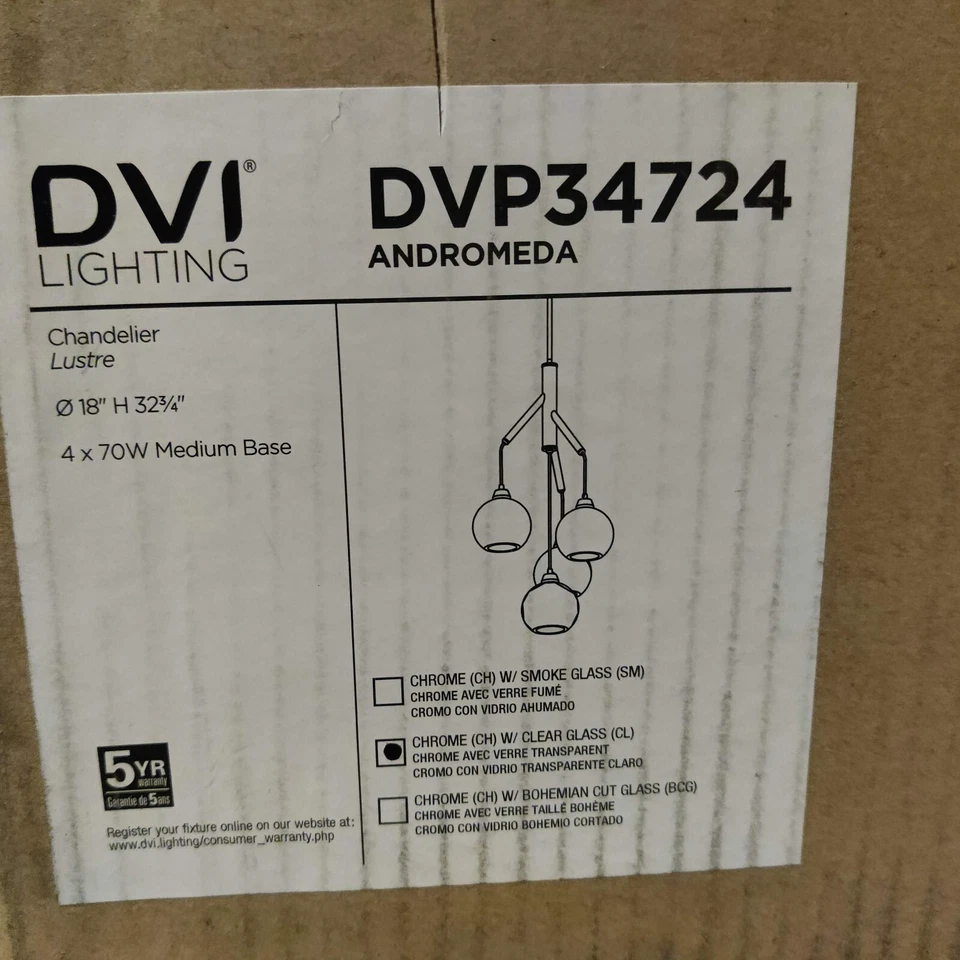 DVI®
LIGHTING
DVP34724
ANDROMEDA
Chandelier
Lustre
Ø 18" H 32¾"
4 x 70W Medium Base
CHROME (CH) W/ SMOKE GLASS (SM)
CHROME AVEC VERRE FUMÉ
CROMO CON VIDRIO AHUMADO
CHROME (CH) W/ CLEAR GLASS (CL)
CHROME AVEC VERRE TRANSPARENT
CROMO CON VIDRIO TRANSPARENTE CLARO
CHROME (CH) W/ BOHEMIAN CUT GLASS (BCG)
CHROME AVEC VERRE TAILLÉ BOHÈME
CROMO CON VIDRIO BOHEMIO CORTADO
5YR
warranty
Garantie de 5ans
Register your fixture online on our website at:
www.dvi.lighting/consumer_warranty.php